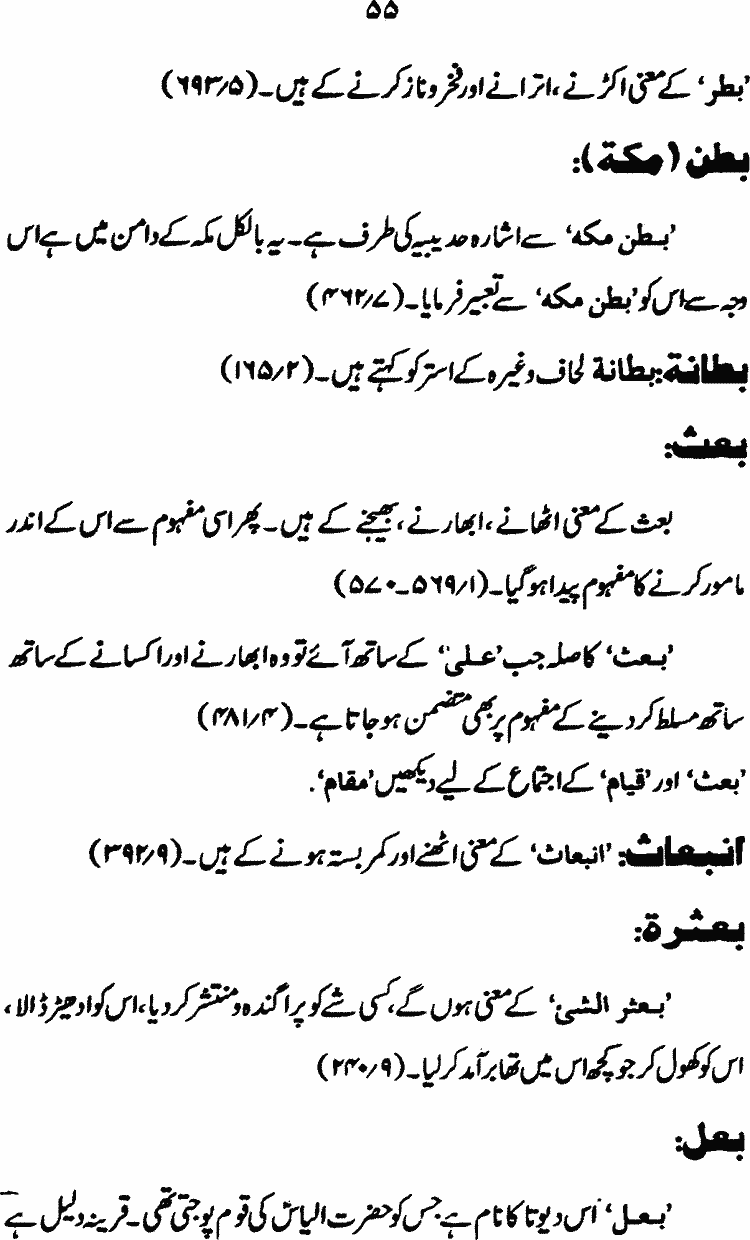 ۵۵
’بطر‘ کے معنی اکڑنے، اترانے اور فخر و ناز کرنے کے ہیں۔ (۶۹۳/۵)
بطن (مكة):
’بطن مکہ‘ سے اشارہ حدیبیہ کی طرف ہے۔ یہ بالکل مکہ کے دامن میں ہے اس
وجہ سے اس کو ’بطن مکہ‘ سے تعبیر فرمایا۔ (۴۶۲/۷)
بطانة: بطانة لحاف وغیرہ کے استر کو کہتے ہیں۔ (۱۶۵/۲)
بعث:
بعث کے معنی اٹھانے، ابھارنے، بھیجنے کے ہیں۔ پھر اسی مفہوم سے اس کے اندر
مامور کرنے کا مفہوم پیدا ہو گیا۔ (۵۶۹/۱۔۵۷۰)
’بعث‘ کا صلہ جب ’علیٰ‘ کے ساتھ آئے تو وہ ابھارنے اور اکسانے کے ساتھ
ساتھ مسلط کر دینے کے مفہوم پر بھی متضمن ہو جاتا ہے۔ (۴۸۱/۴)
’بعث‘ اور ’قیام‘ کے اجتماع کے لیے دیکھیں ’مقام‘.
انبعاث: ’انبعاث‘ کے معنی اٹھنے اور کمر بستہ ہونے کے ہیں۔ (۳۹۲/۹)
بعثرة:
’بعثر الشیٔ‘ کے معنی ہوں گے، کسی شے کو پراگندہ و منتشر کر دیا، اس کو ادھیڑ ڈالا،
اس کو کھول کر جو کچھ اس میں تھا برآمد کر لیا۔ (۲۴۰/۹)
بعل:
’بعل‘ اس دیوتا کا نام ہے جس کو حضرت الیاسؑ کی قوم پوجتی تھی۔ قرینہ دلیل ہے